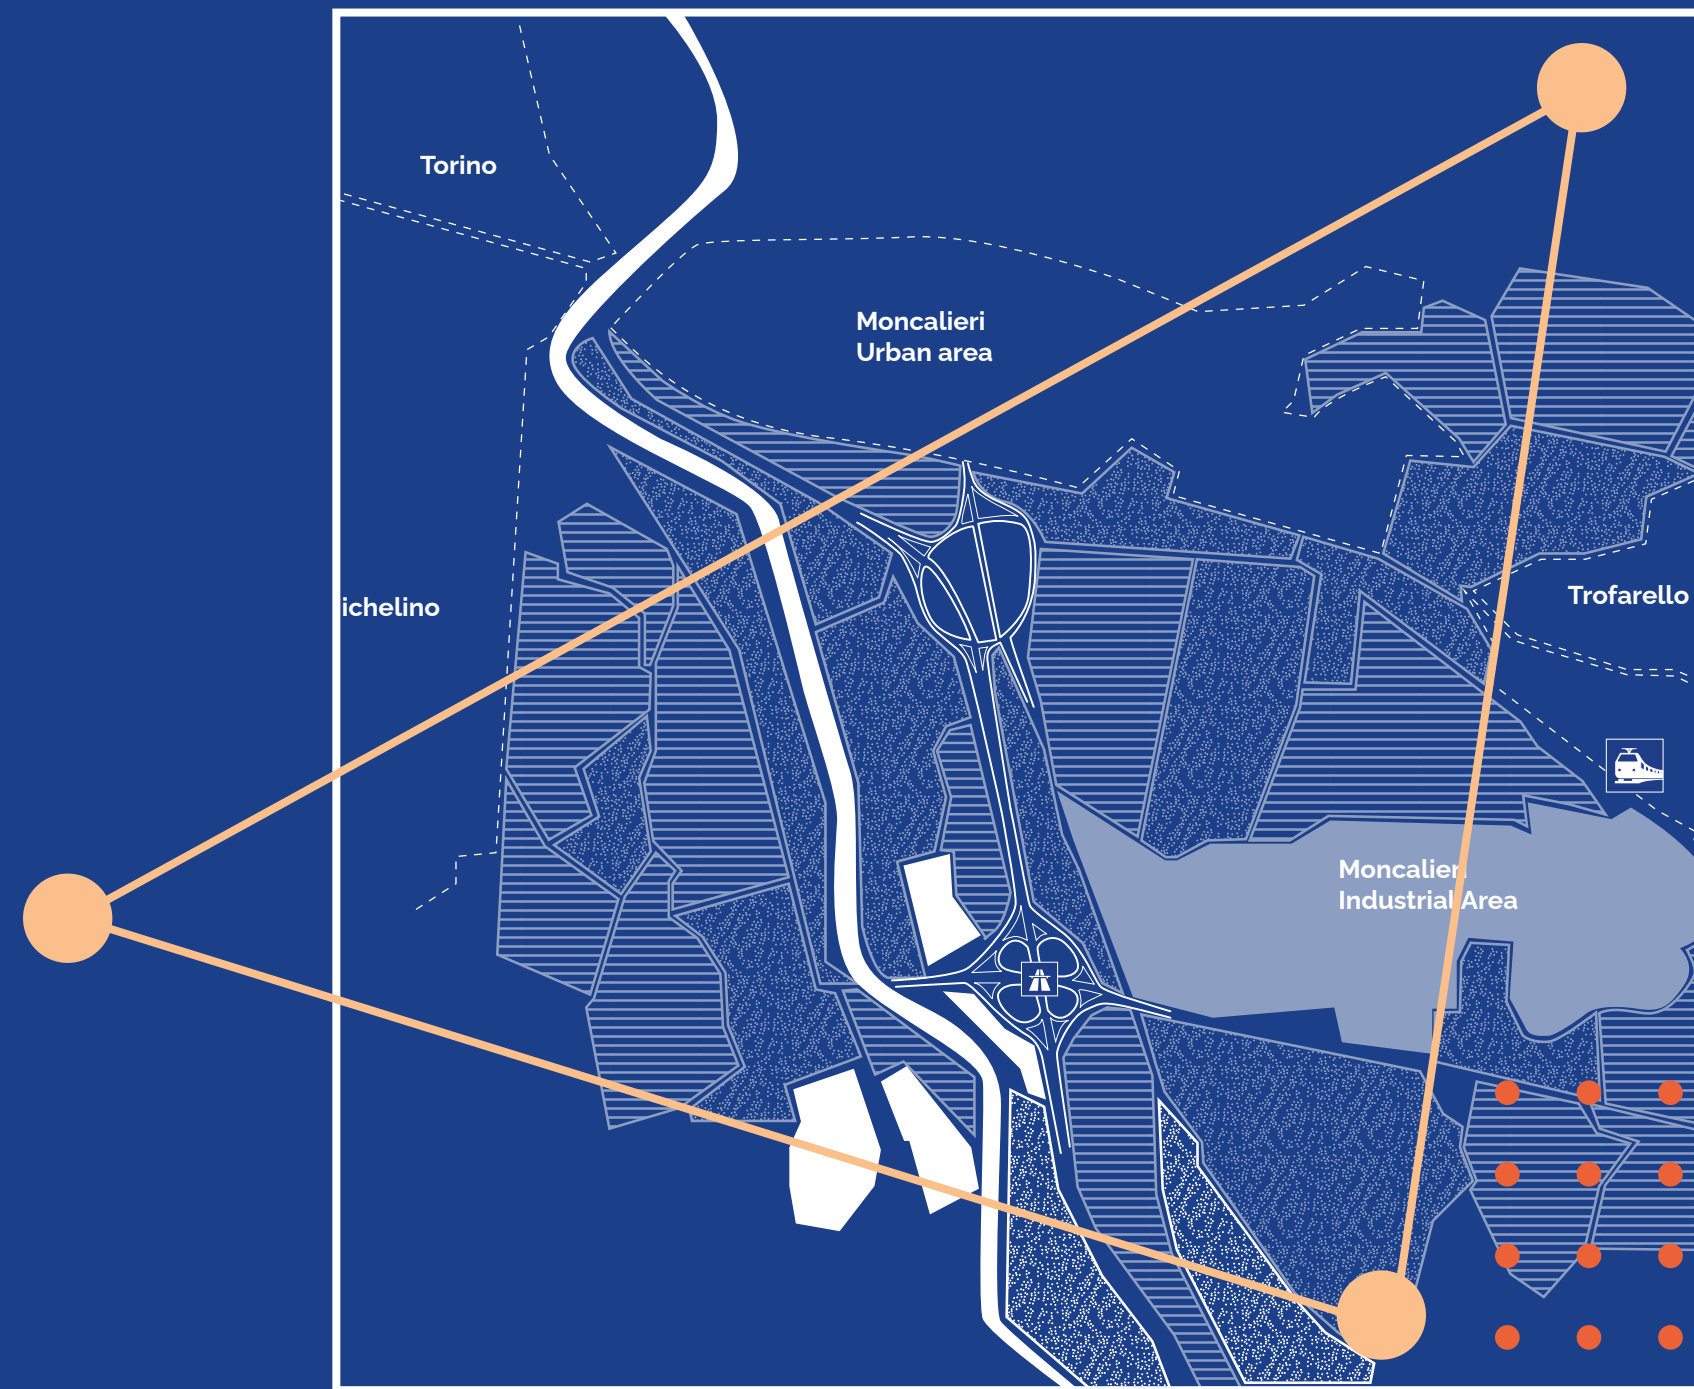 Torino
Moncalieri
Urban area
ichelino
Trofarello
Moncalieri
Industrial Area